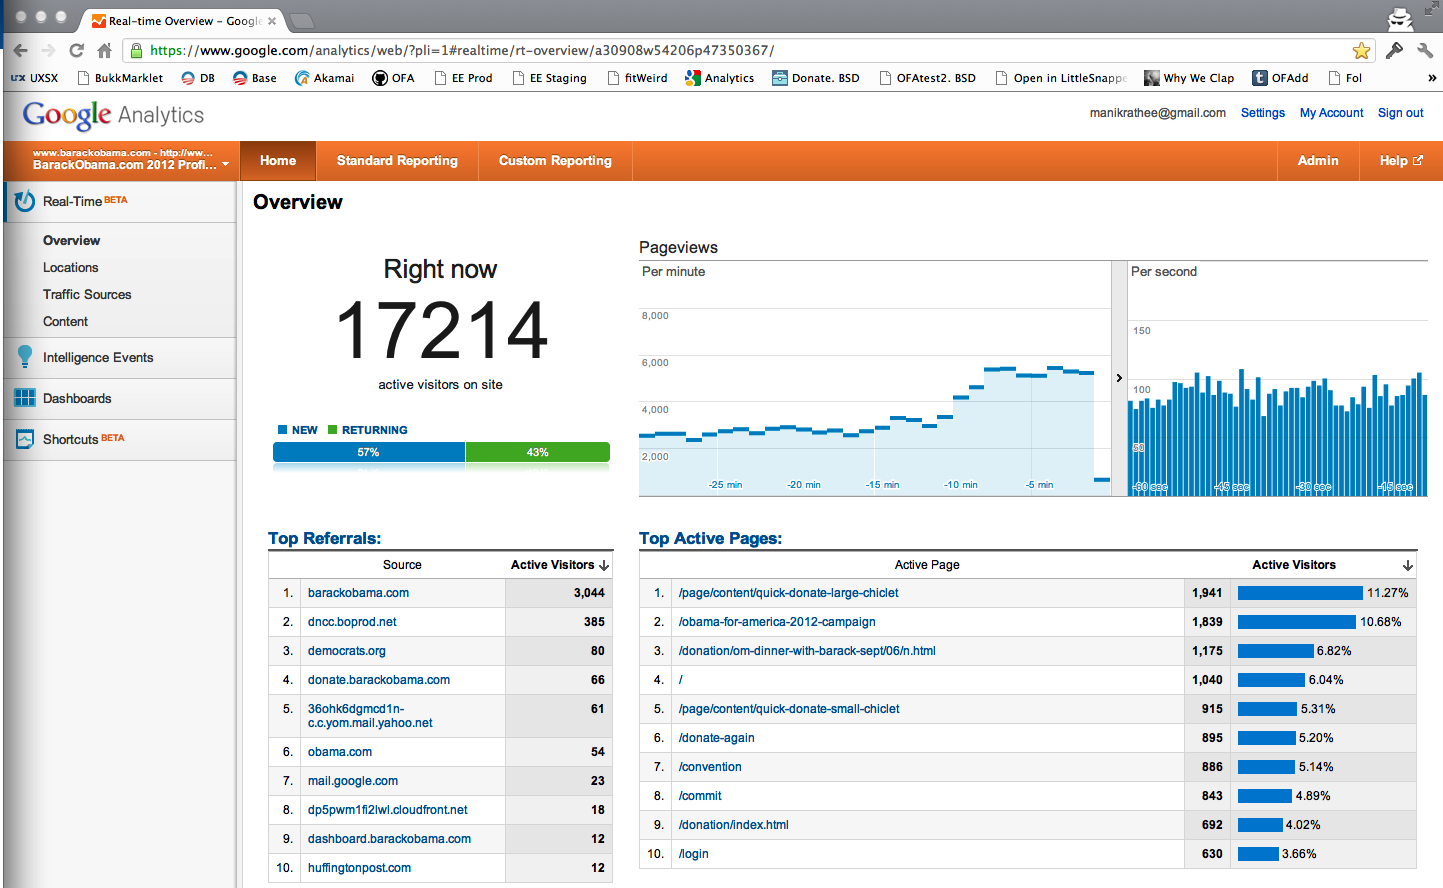 Real-time Overview – Google
https://www.google.com/analytics/web/?pli=1#realtime/rt-overview/a30908w54206p47350367/
UXSX BukkMarklet DB Base Akamai OFA EE Prod EE Staging fitWeird Analytics Donate. BSD OFAtest2. BSD Open in LittleSnappe Why We Clap OFAdd Fol »
Google Analytics
manikrathee@gmail.com Settings My Account Sign out
www.barackobama.com - http://ww...
BarackObama.com 2012 Profi...
Home Standard Reporting Custom Reporting Admin Help
Real-Time BETA
Overview
Locations
Traffic Sources
Content
Intelligence Events
Dashboards
Shortcuts BETA
Overview
Right now
17214
active visitors on site
NEW RETURNING
57% 43%
Pageviews
Per minute
8,000
6,000
4,000
2,000
-25 min -20 min -15 min -10 min -5 min
Per second
150
100
50
-60 sec -45 sec -30 sec -15 sec
Top Referrals:
Source Active Visitors
1. barackobama.com 3,044
2. dncc.boprod.net 385
3. democrats.org 80
4. donate.barackobama.com 66
5. 36ohk6dgmcd1n-
c.c.yom.mail.yahoo.net 61
6. obama.com 54
7. mail.google.com 23
8. dp5pwm1fi2lwl.cloudfront.net 18
9. dashboard.barackobama.com 12
10. huffingtonpost.com 12
Top Active Pages:
Active Page Active Visitors
1. /page/content/quick-donate-large-chiclet 1,941 11.27%
2. /obama-for-america-2012-campaign 1,839 10.68%
3. /donation/om-dinner-with-barack-sept/06/n.html 1,175 6.82%
4. / 1,040 6.04%
5. /page/content/quick-donate-small-chiclet 915 5.31%
6. /donate-again 895 5.20%
7. /convention 886 5.14%
8. /commit 843 4.89%
9. /donation/index.html 692 4.02%
10. /login 630 3.66%